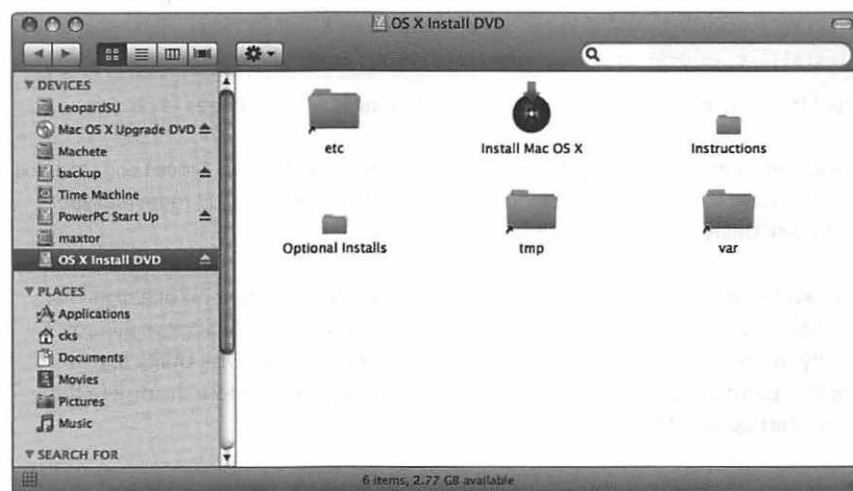 OS X Install DVD
DEVICES
LeopardSU
Mac OS X Upgrade DVD
Machete
backup
Time Machine
PowerPC Start Up
maxtor
OS X Install DVD
PLACES
Applications
cks
Documents
Movies
Pictures
Music
SEARCH FOR
etc
Install Mac OS X
Instructions
Optional Installs
tmp
var
6 items, 2.77 GB available